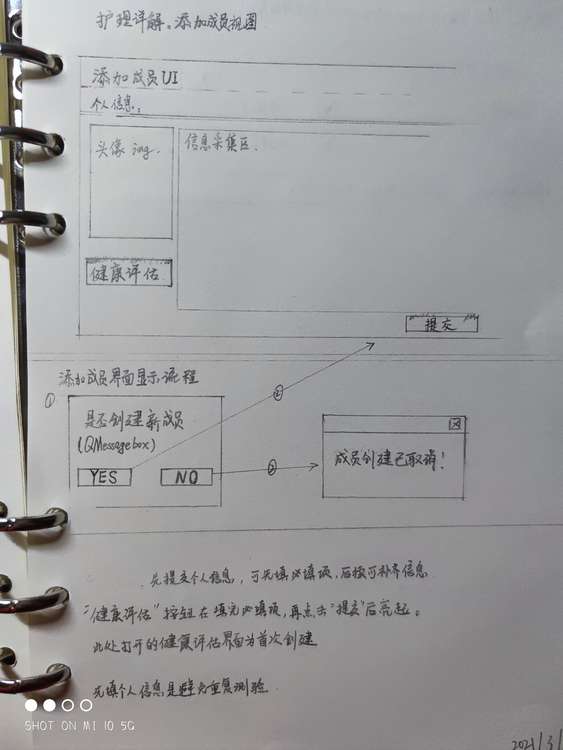 护理详解。添加成员视图
添加成员UI
个人信息:
头像 img.
信息采集区.
健康评估
提交
添加成员界面显示流程
①
是否创建新成员
(QMessagebox)
YES
NO
②
②
X
成员创建已取消!
先提交个人信息,可先填必填项,后续可补齐信息
"健康评估"按钮在填完必填项,再点击"提交"后亮起。
此处打开的健康评估界面为首次创建
先填个人信息是避免重复测验.
SHOT ON MI 10 5G
2021/3/